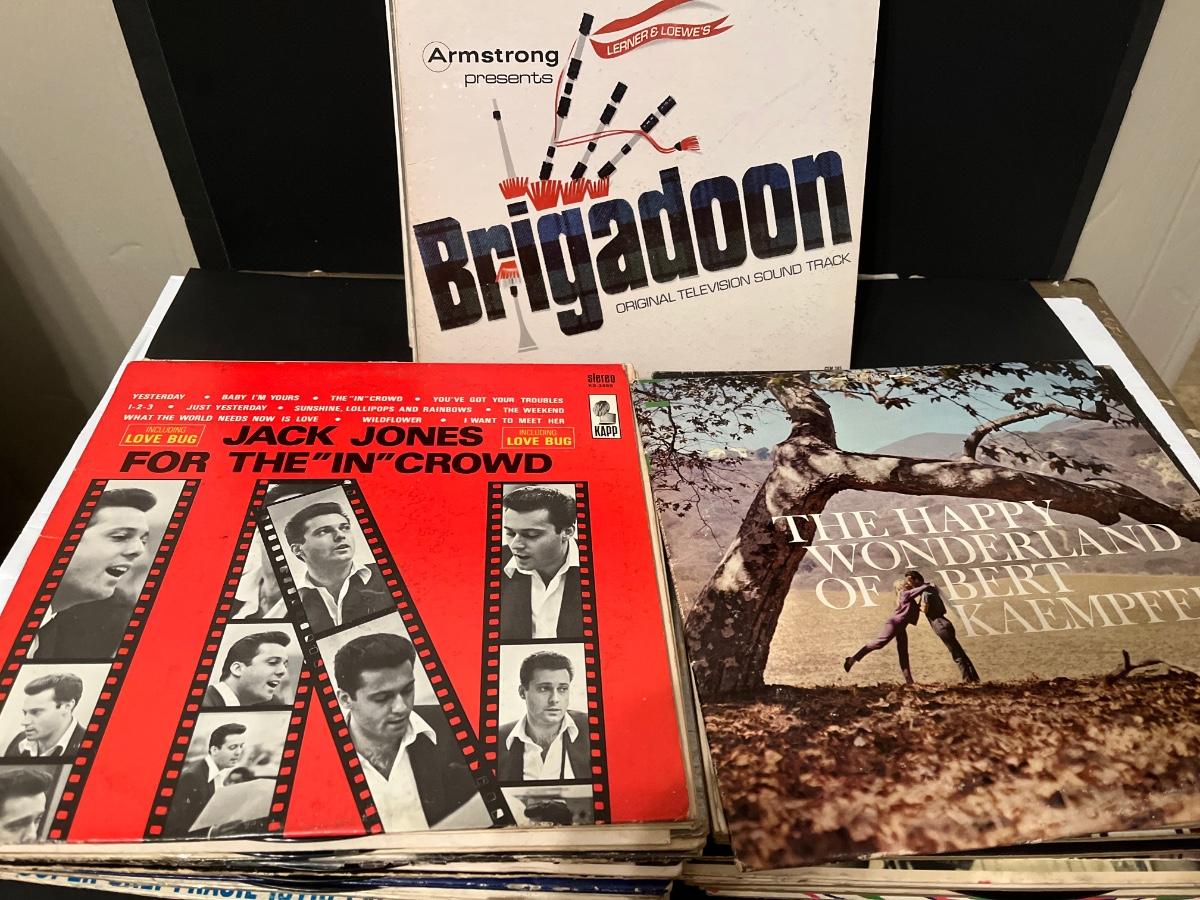 LERNER & LOEWE'S
Armstrong
presents
Brigadoon
ORIGINAL TELEVISION SOUND TRACK
stereo
YESTERDAY • BABY I'M YOURS • THE "IN" CROWD • YOU'VE GOT YOUR TROUBLES
1-2-3 • JUST YESTERDAY • SUNSHINE, LOLLIPOPS AND RAINBOWS • THE WEEKEND
WHAT THE WORLD NEEDS NOW IS LOVE • WILDFLOWER • I WANT TO MEET HER
KAPP
INCLUDING
LOVE BUG
JACK JONES
INCLUDING
LOVE BUG
FOR THE "IN" CROWD
THE HAPPY
WONDERLAND
OF BERT
KAEMPFE